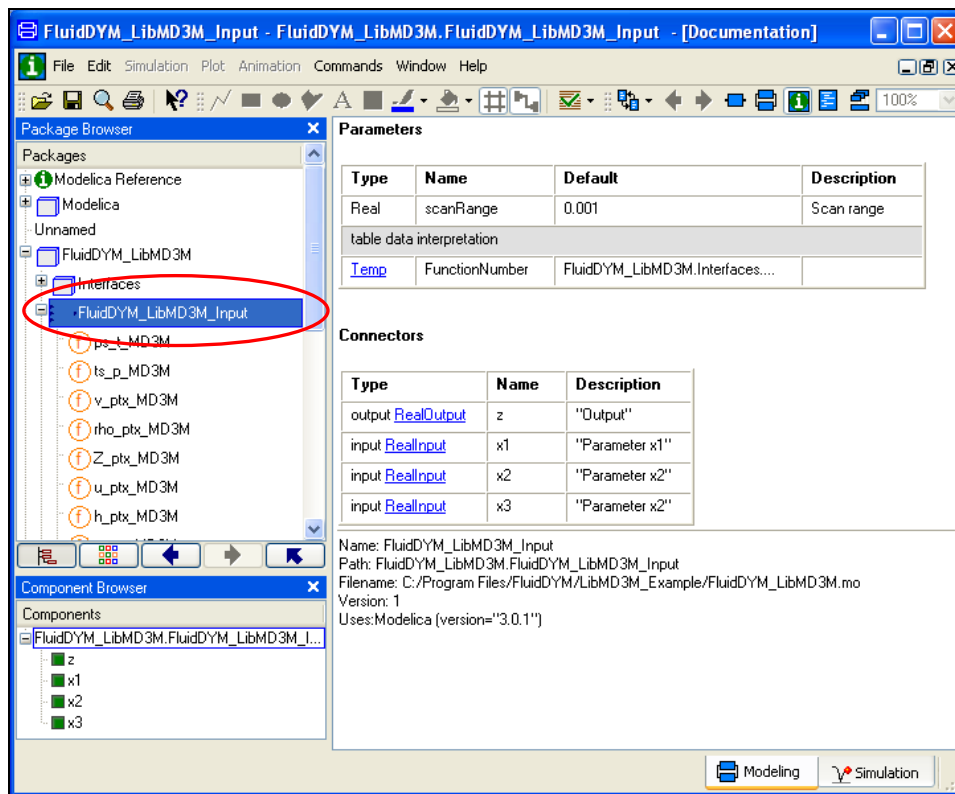 FluidDYM_LibMD3M_Input - FluidDYM_LibMD3M.FluidDYM_LibMD3M_Input - [Documentation]
File Edit Simulation Plot Animation Commands Window Help
100%
Package Browser
Packages
Modelica Reference
Modelica
Unnamed
FluidDYM_LibMD3M
Interfaces
FluidDYM_LibMD3M_Input
ps_t_MD3M
ts_p_MD3M
v_ptx_MD3M
rho_ptx_MD3M
Z_ptx_MD3M
u_ptx_MD3M
h_ptx_MD3M
Component Browser
Components
FluidDYM_LibMD3M.FluidDYM_LibMD3M_I...
z
x1
x2
x3
Parameters
Type Name Default Description
Real scanRange 0.001 Scan range
table data interpretation
Temp FunctionNumber FluidDYM_LibMD3M.Interfaces....
Connectors
Type Name Description
output RealOutput z "Output"
input RealInput x1 "Parameter x1"
input RealInput x2 "Parameter x2"
input RealInput x3 "Parameter x2"
Name: FluidDYM_LibMD3M_Input
Path: FluidDYM_LibMD3M.FluidDYM_LibMD3M_Input
Filename: C:/Program Files/FluidDYM/LibMD3M_Example/FluidDYM_LibMD3M.mo
Version: 1
Uses:Modelica (version="3.0.1")
Modeling Simulation